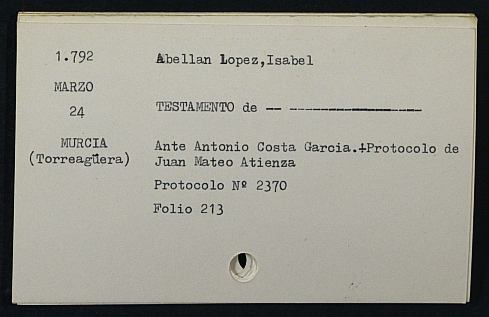 1.792 Abellan Lopez,Isabel
MARZO
24 TESTAMENTO de -- -----------------
MURCIA Ante Antonio Costa Garcia.+Protocolo de
(Torreagüera) Juan Mateo Atienza
Protocolo Nº 2370
Folio 213